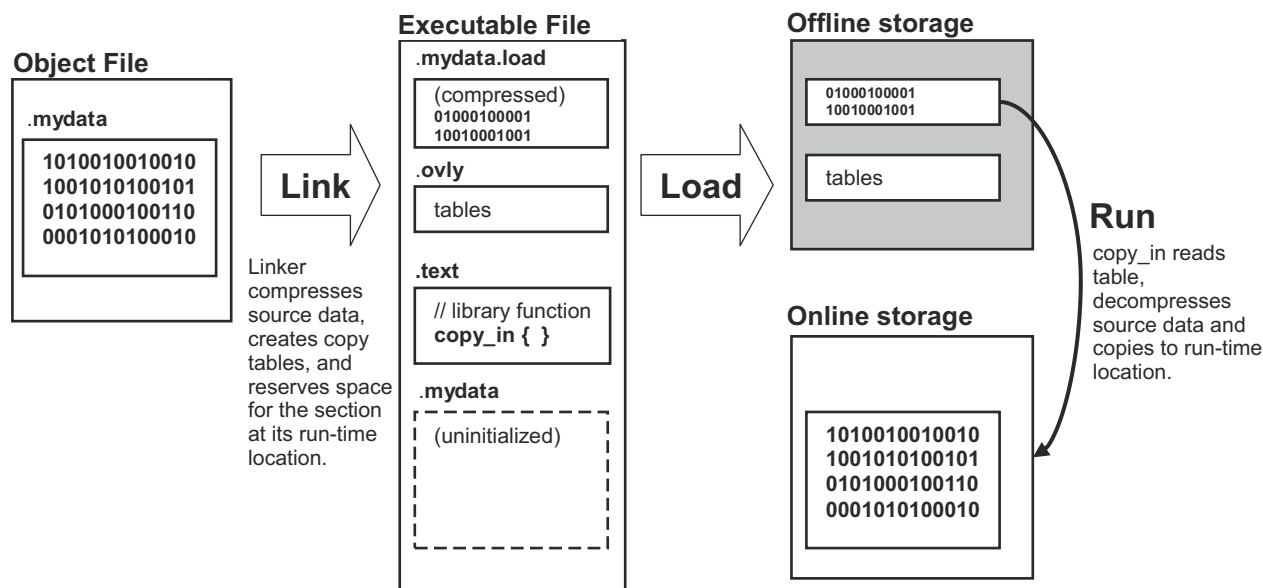 Object File
.mydata
1010010010010
1001010100101
0101000100110
0001010100010
Link
Linker
compresses
source data,
creates copy
tables, and
reserves space
for the section
at its run-time
location.
Executable File
.mydata.load
(compressed)
01000100001
10010001001
.ovly
tables
.text
// library function
copy_in { }
.mydata
(uninitialized)
Load
Offline storage
01000100001
10010001001
tables
Run
copy_in reads
table,
decompresses
source data and
copies to run-time
location.
Online storage
1010010010010
1001010100101
0101000100110
0001010100010